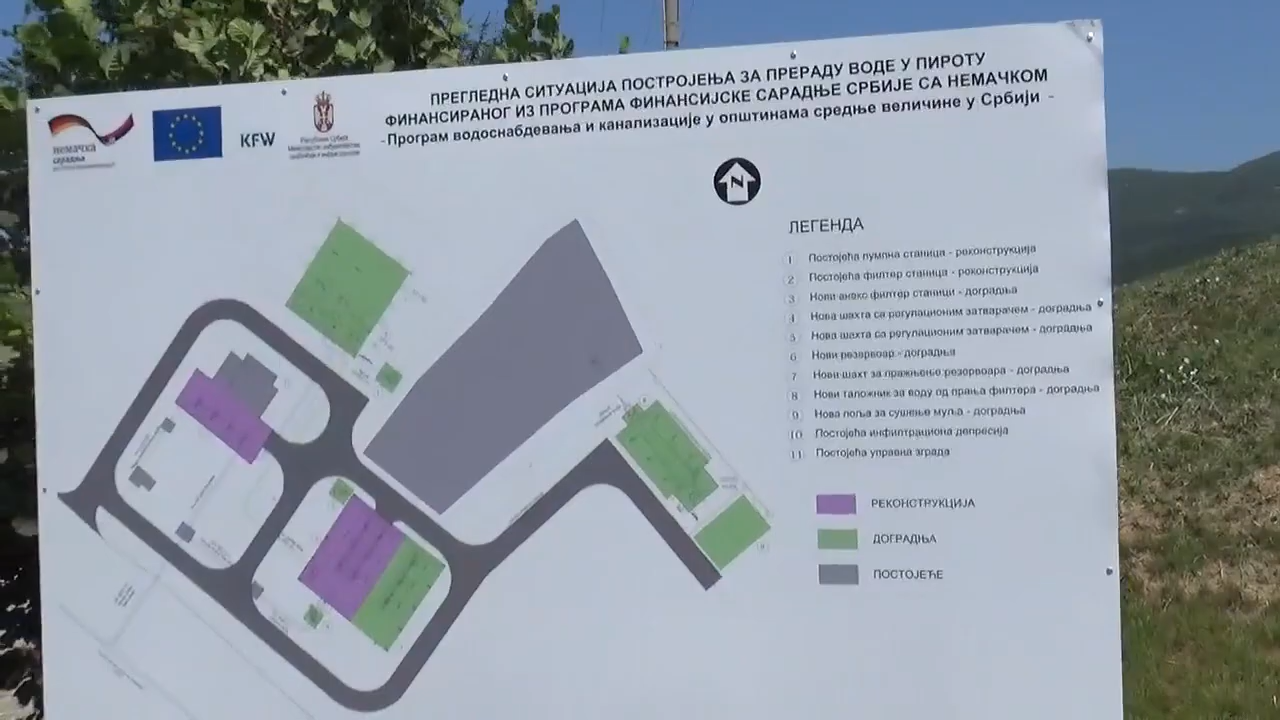 ПРЕГЛЕДНА СИТУАЦИЈА ПОСТРОЈЕЊА ЗА ПРЕРАДУ ВОДЕ У ПИРОТУ
ФИНАНСИРАНОГ ИЗ ПРОГРАМА ФИНАНСИЈСКЕ САРАДЊЕ СРБИЈЕ СА НЕМАЧКОМ
- Програм водоснабдевања и канализације у општинама средње величине у Србији -
немачка
сарадња
KFW
Република Србија
N
ЛЕГЕНДА
1 Постојећа пумпна станица - реконструкција
2 Постојећа филтер станица - реконструкција
3 Нови анекс филтер станици - доградња
4 Нова шахта са регулационим затварачем - доградња
5 Нова шахта са регулационим затварачем - доградња
6 Нови резервоар - доградња
7 Нови шахт за пражњење резервоара - доградња
8 Нови таложник за воду од прања филтера - доградња
9 Нова поља за сушење муља - доградња
10 Постојећа инфилтрациона депресија
11 Постојећа управна зграда
РЕКОНСТРУКЦИЈА
ДОГРАДЊА
ПОСТОЈЕЋЕ